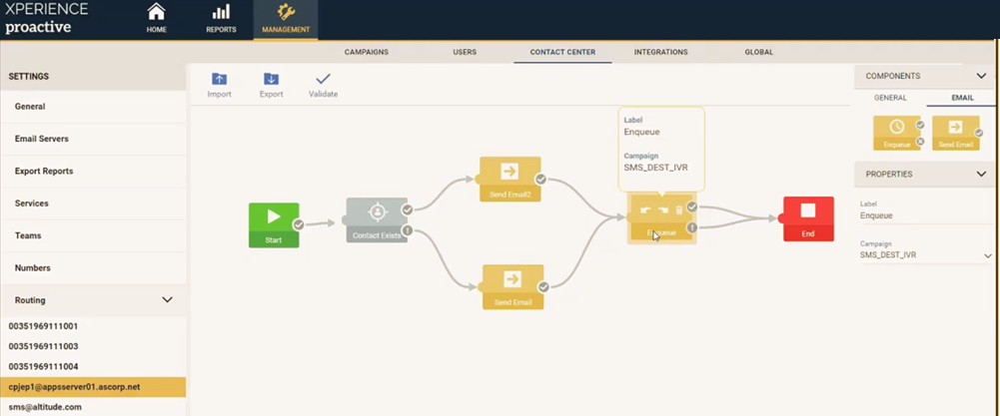 XPERIENCE
proactive
HOME
REPORTS
MANAGEMENT
CAMPAIGNS
USERS
CONTACT CENTER
INTEGRATIONS
GLOBAL
SETTINGS
General
Email Servers
Export Reports
Services
Teams
Numbers
Routing
00351969111001
00351969111003
00351969111004
cpjep1@appsserver01.ascorp.net
sms@altitude.com
Import
Export
Validate
Start
Contact Exists
Send Email2
Send Email
Label
Enqueue
Campaign
SMS_DEST_IVR
Enqueue
End
COMPONENTS
GENERAL
EMAIL
Enqueue
Send Email
PROPERTIES
Label
Enqueue
Campaign
SMS_DEST_IVR